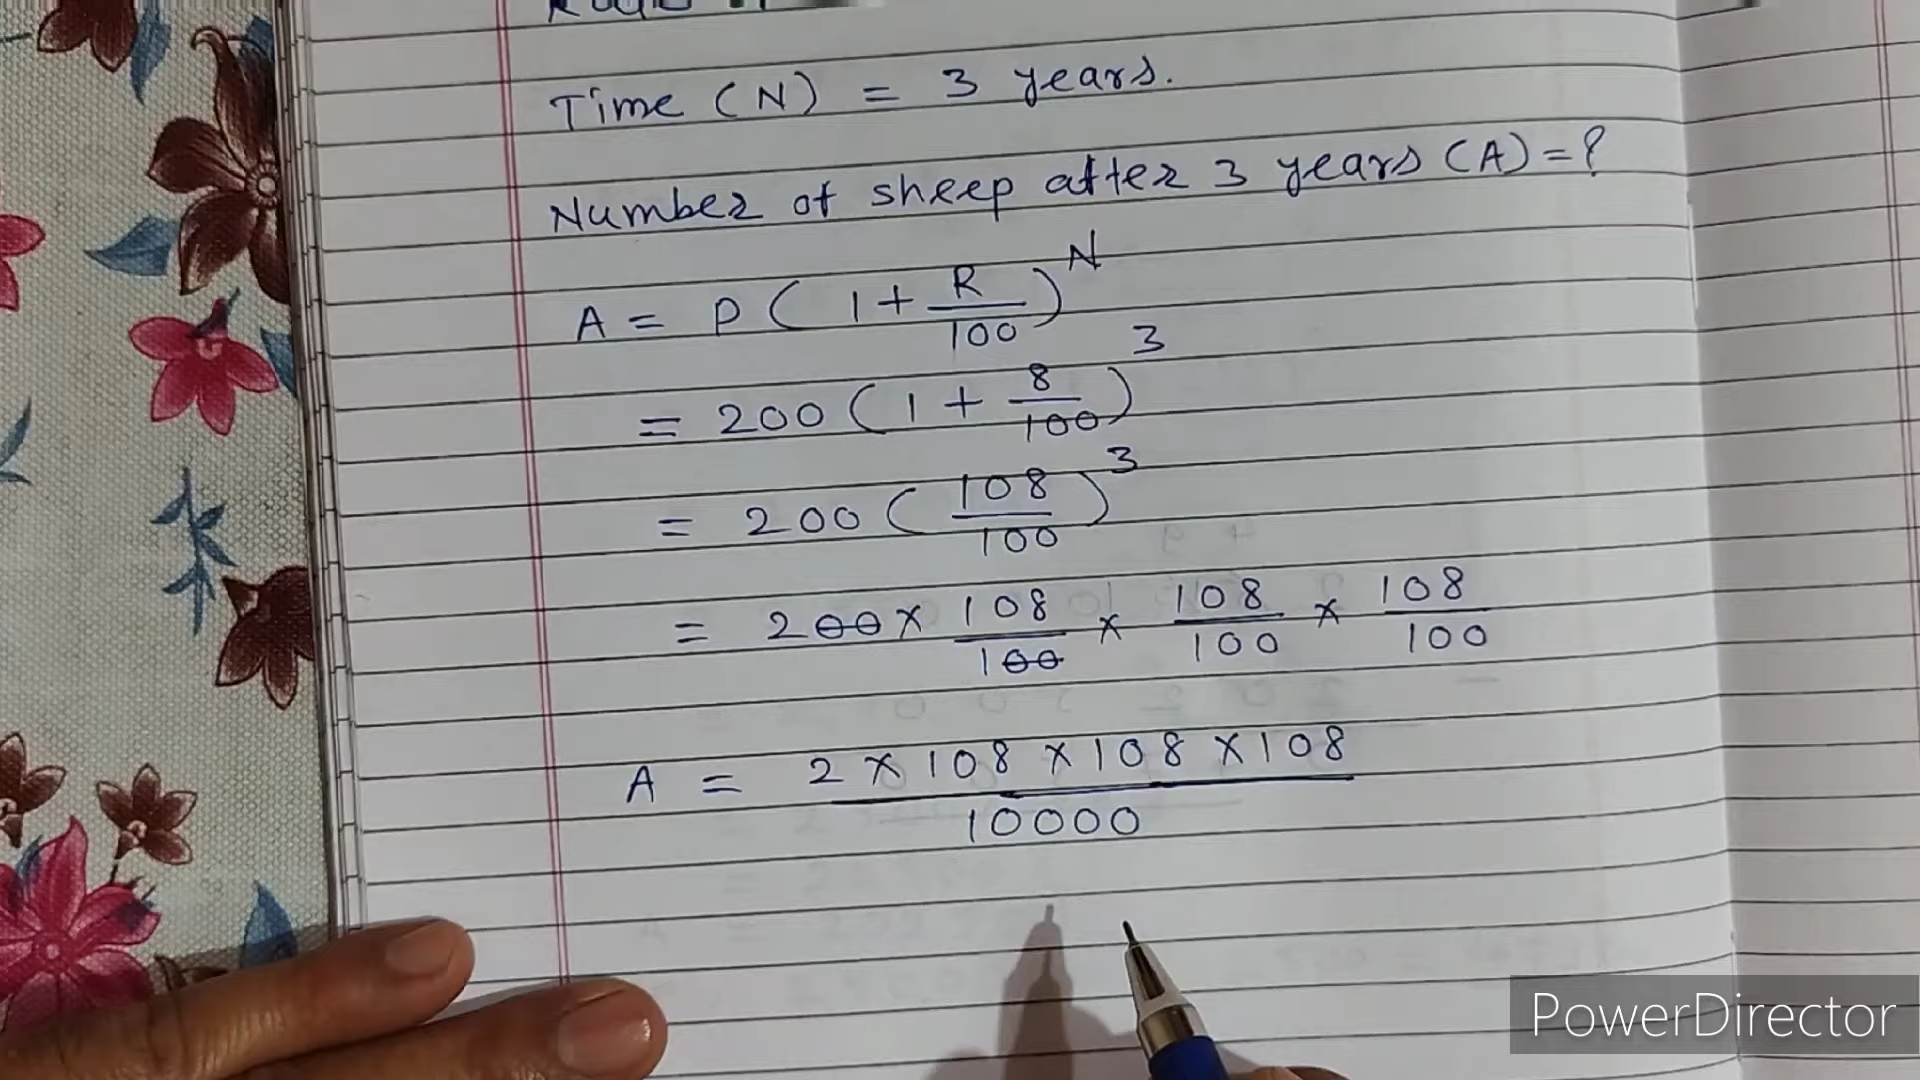 Time (N) = 3 years.
Number of sheep after 3 years (A) = ?
A = P ( 1 + R/100 )^N
= 200 ( 1 + 8/100 )^3
= 200 ( 108/100 )^3
= 200 × 108/100 × 108/100 × 108/100
A = 2 × 108 × 108 × 108 / 10000
PowerDirector